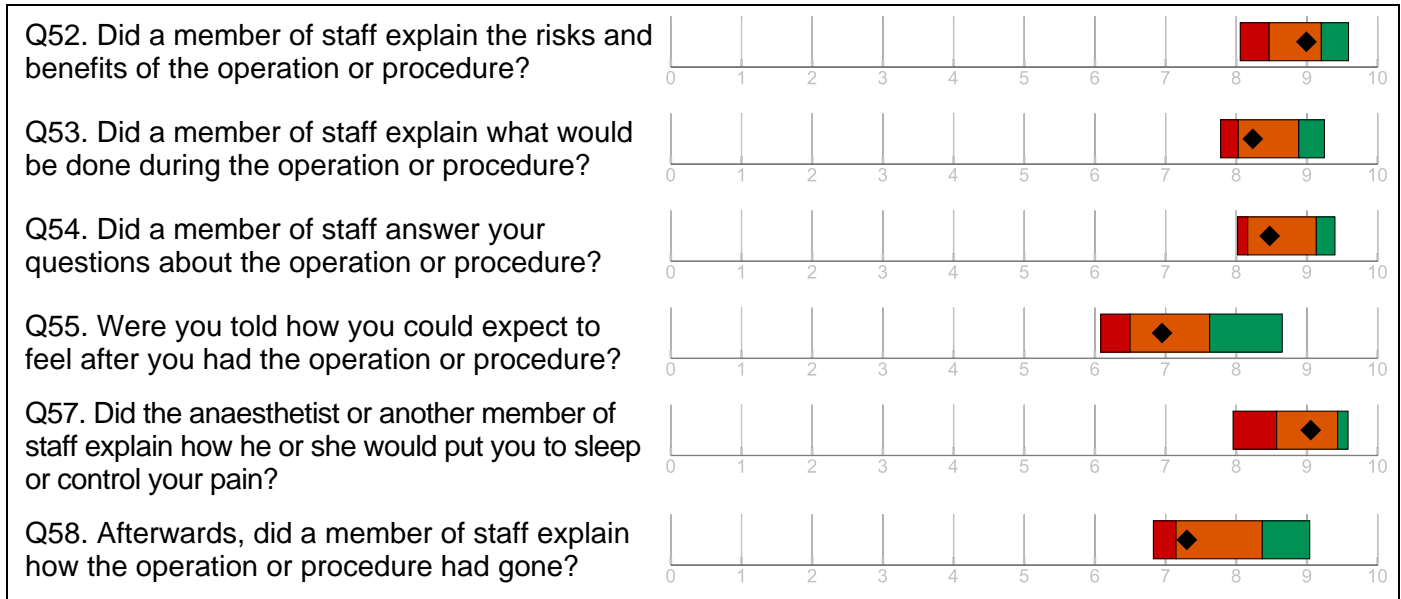 Q52. Did a member of staff explain the risks and
benefits of the operation or procedure?
0 1 2 3 4 5 6 7 8 9 10
Q53. Did a member of staff explain what would
be done during the operation or procedure?
0 1 2 3 4 5 6 7 8 9 10
Q54. Did a member of staff answer your
questions about the operation or procedure?
0 1 2 3 4 5 6 7 8 9 10
Q55. Were you told how you could expect to
feel after you had the operation or procedure?
0 1 2 3 4 5 6 7 8 9 10
Q57. Did the anaesthetist or another member of
staff explain how he or she would put you to sleep
or control your pain?
0 1 2 3 4 5 6 7 8 9 10
Q58. Afterwards, did a member of staff explain
how the operation or procedure had gone?
0 1 2 3 4 5 6 7 8 9 10